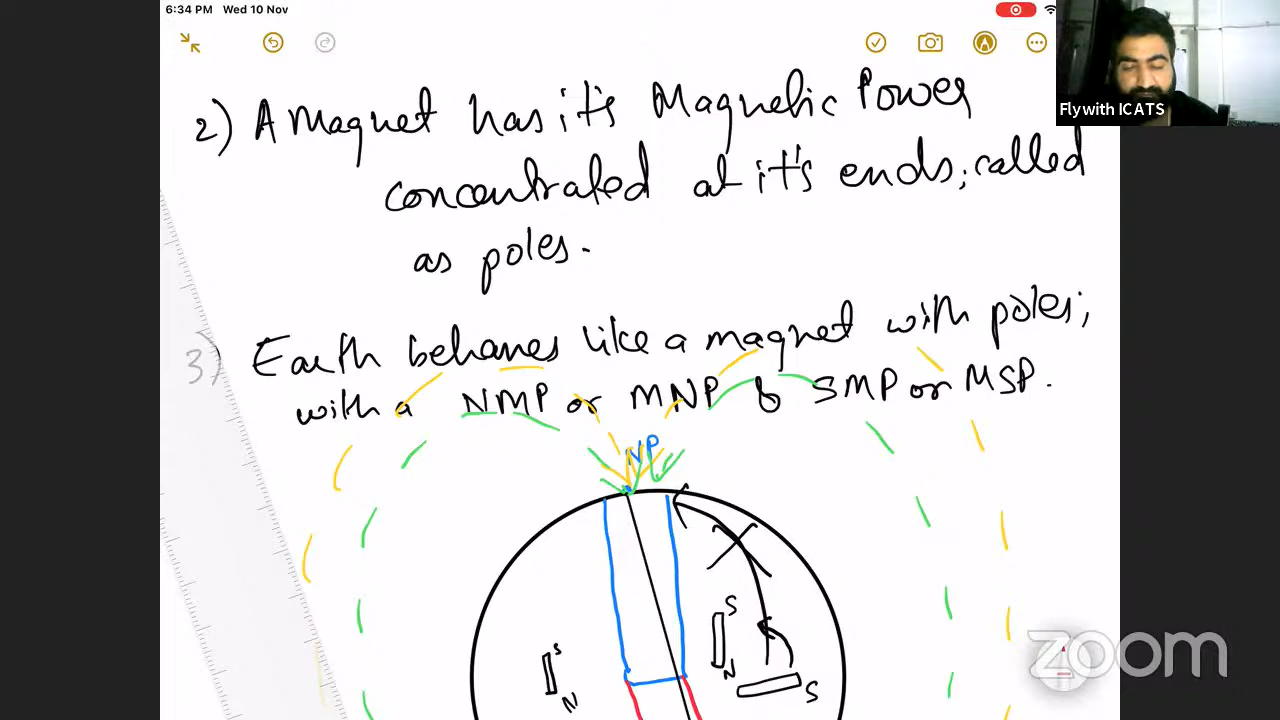 6:34 PM Wed 10 Nov
Flywith ICATS
2) A Magnet has it's Magnetic Power
concentrated at it's ends; called
as poles.
3) Earth behaves like a magnet with poles;
with a NMP or MNP & SMP or MSP.
NP
S
S
N
N
S
zoom